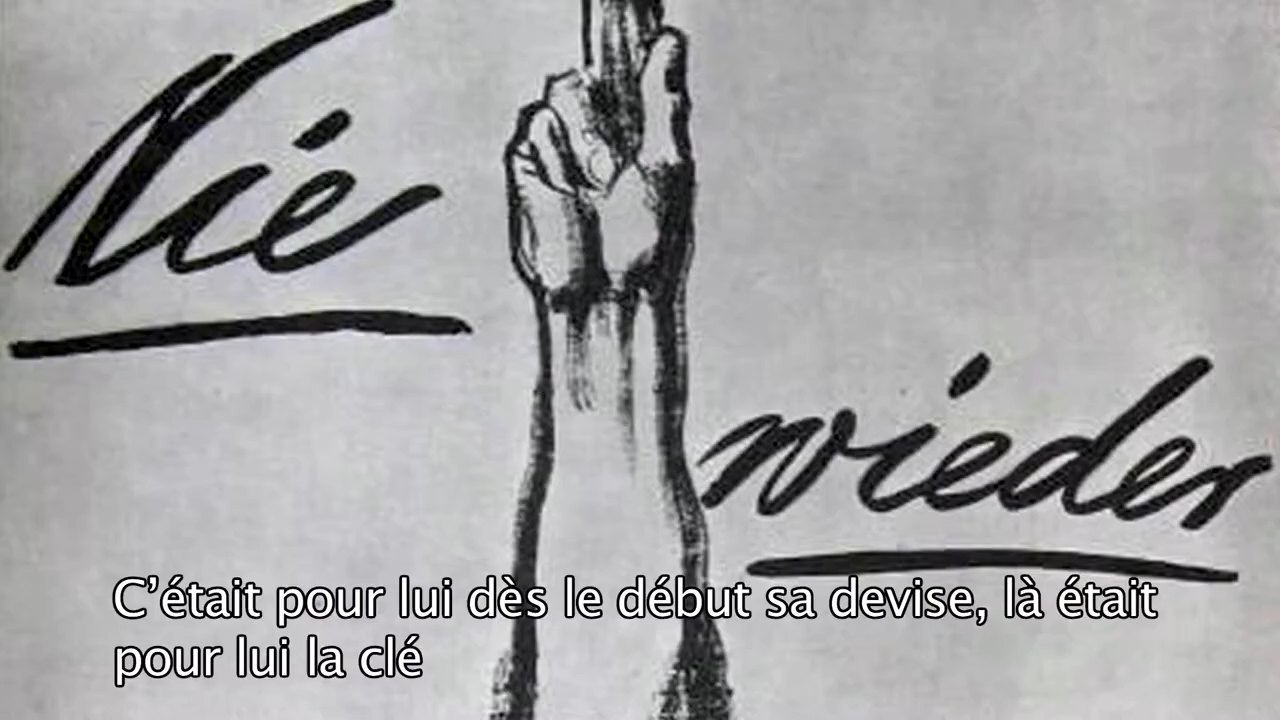 Nie
wieder
C’était pour lui dès le début sa devise, là était
pour lui la clé